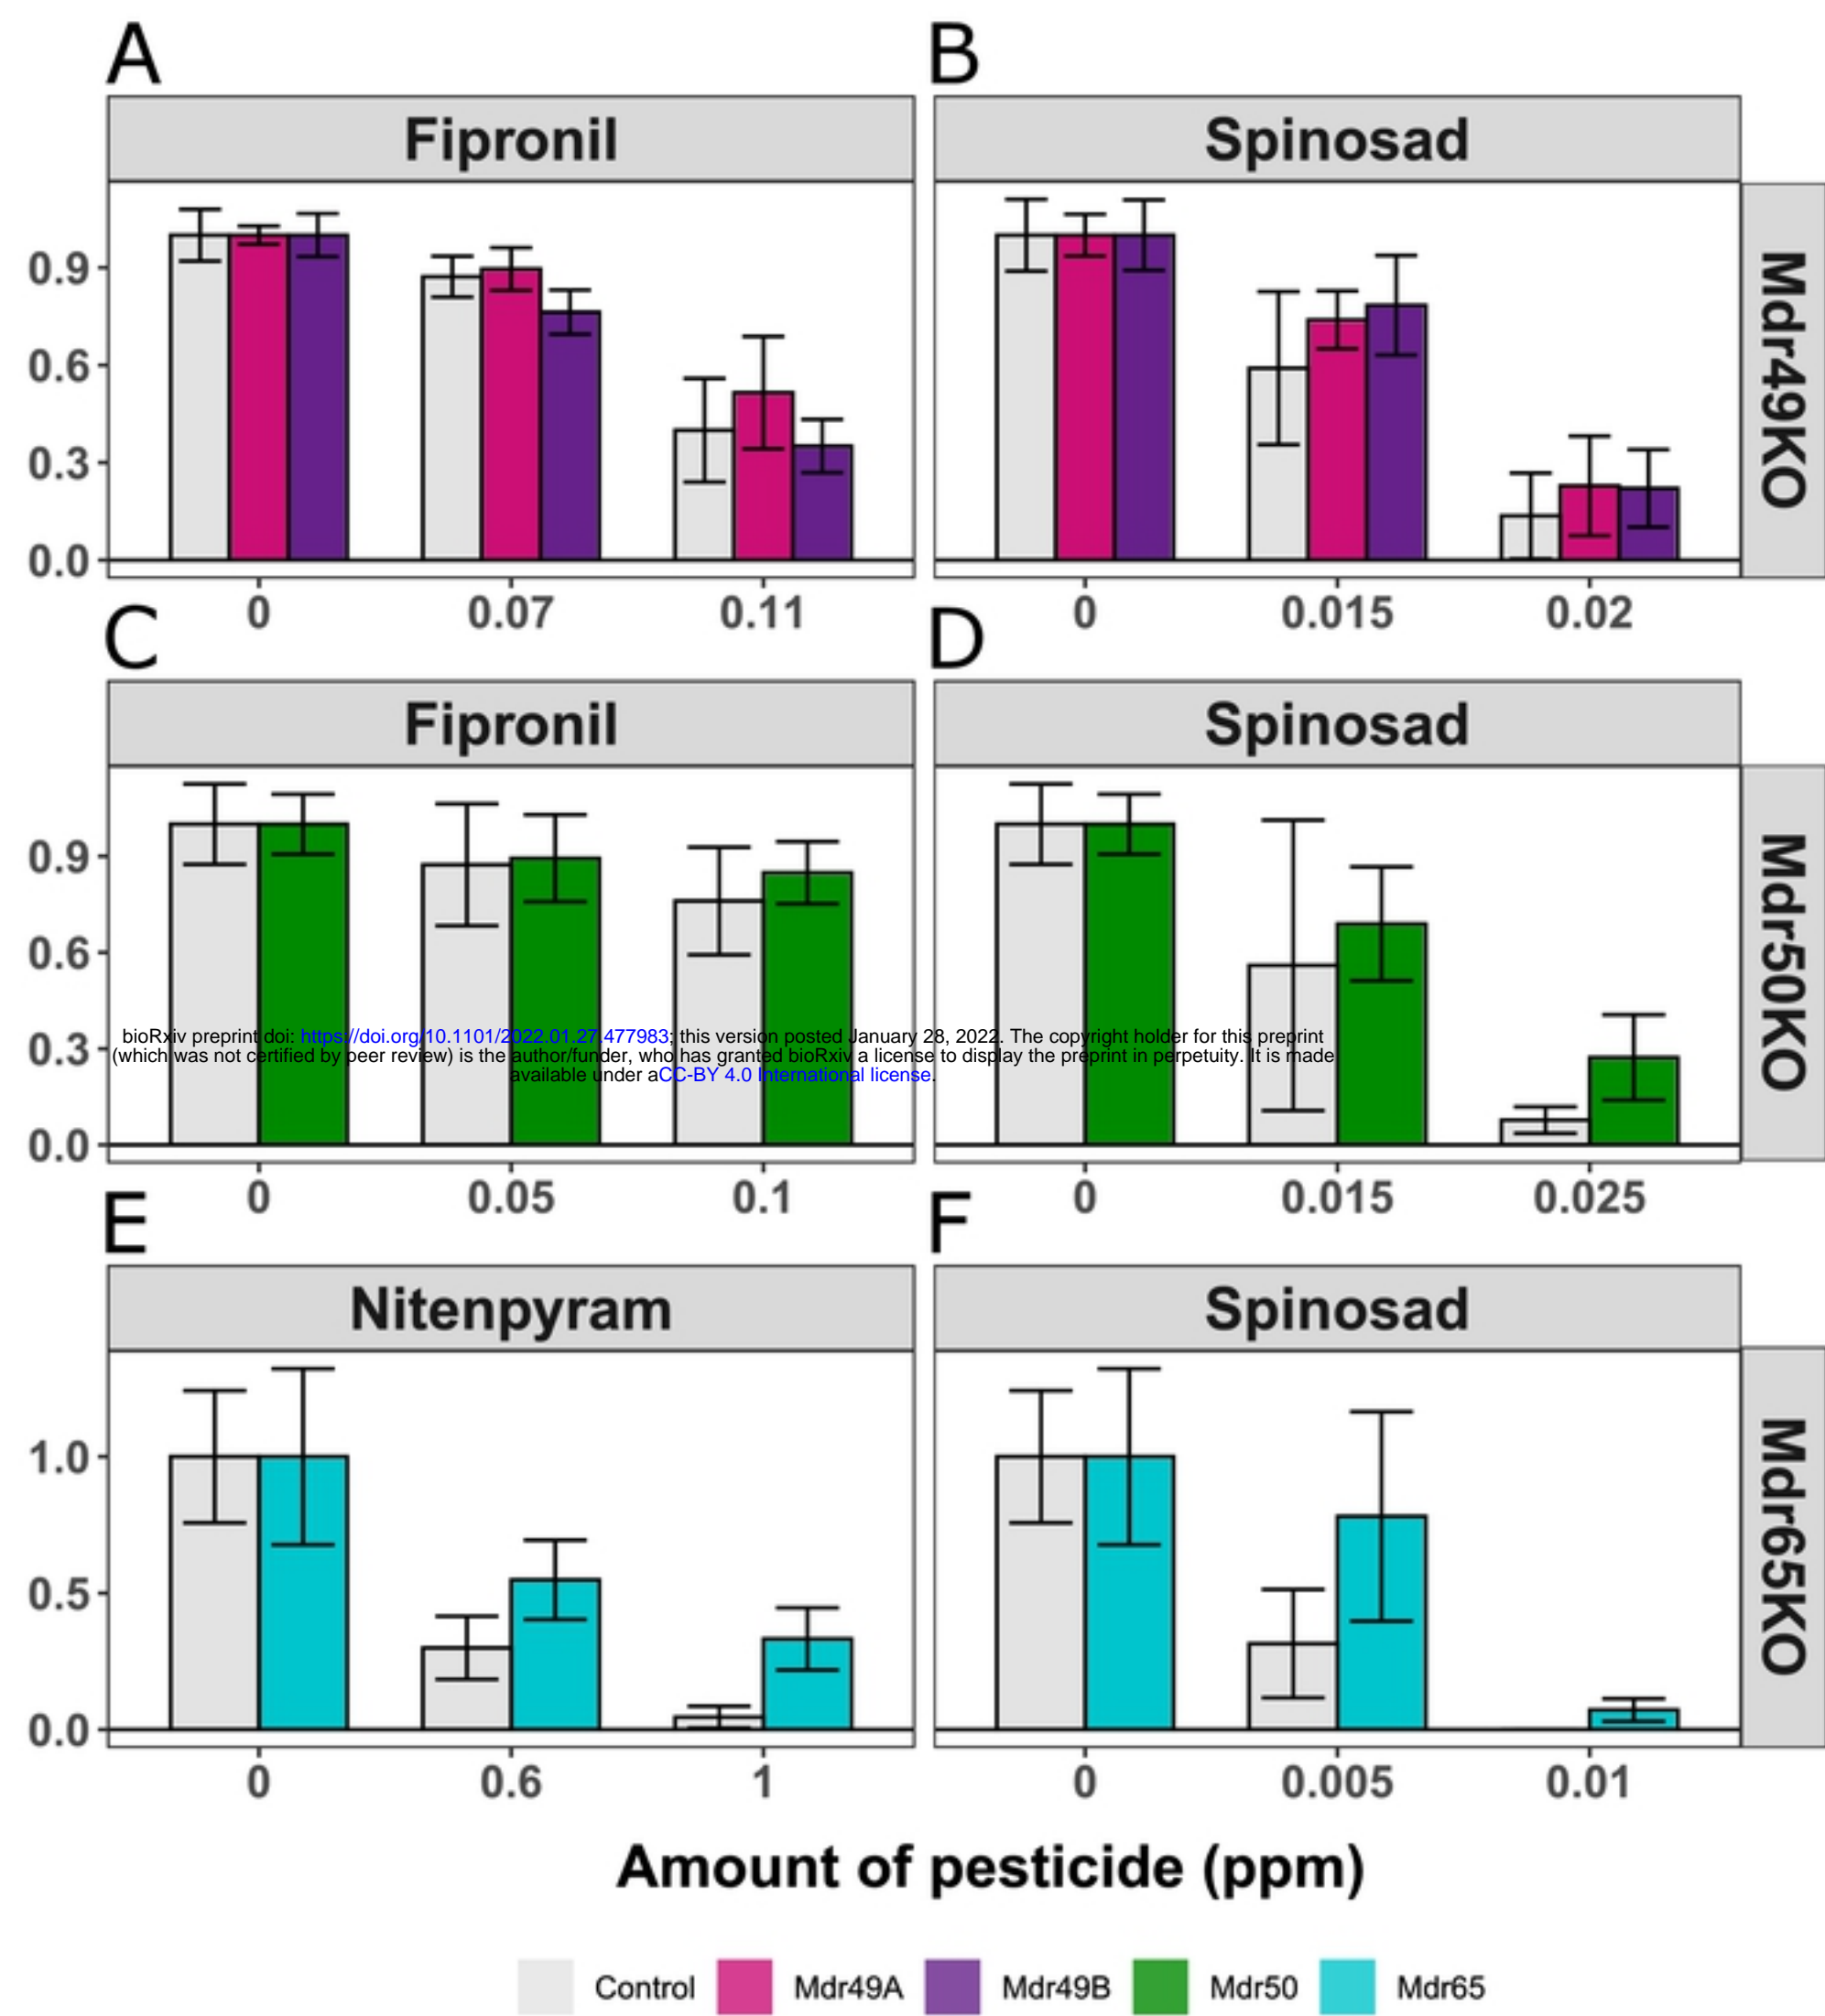 A
B
Fipronil
Spinosad
0.9
0.6
0.3
0.0
Mdr49KO
0 0.07 0.11
0 0.015 0.02
C
D
Fipronil
Spinosad
0.9
0.6
0.3
0.0
Mdr50KO
bioRxiv preprint doi: https://doi.org/10.1101/2022.01.27.477983; this version posted January 28, 2022. The copyright holder for this preprint
(which was not certified by peer review) is the author/funder, who has granted bioRxiv a license to display the preprint in perpetuity. It is made
available under aCC-BY 4.0 International license.
0 0.05 0.1
0 0.015 0.025
E
F
Nitenpyram
Spinosad
1.0
0.5
0.0
Mdr65KO
0 0.6 1
0 0.005 0.01
Amount of pesticide (ppm)
Control Mdr49A Mdr49B Mdr50 Mdr65